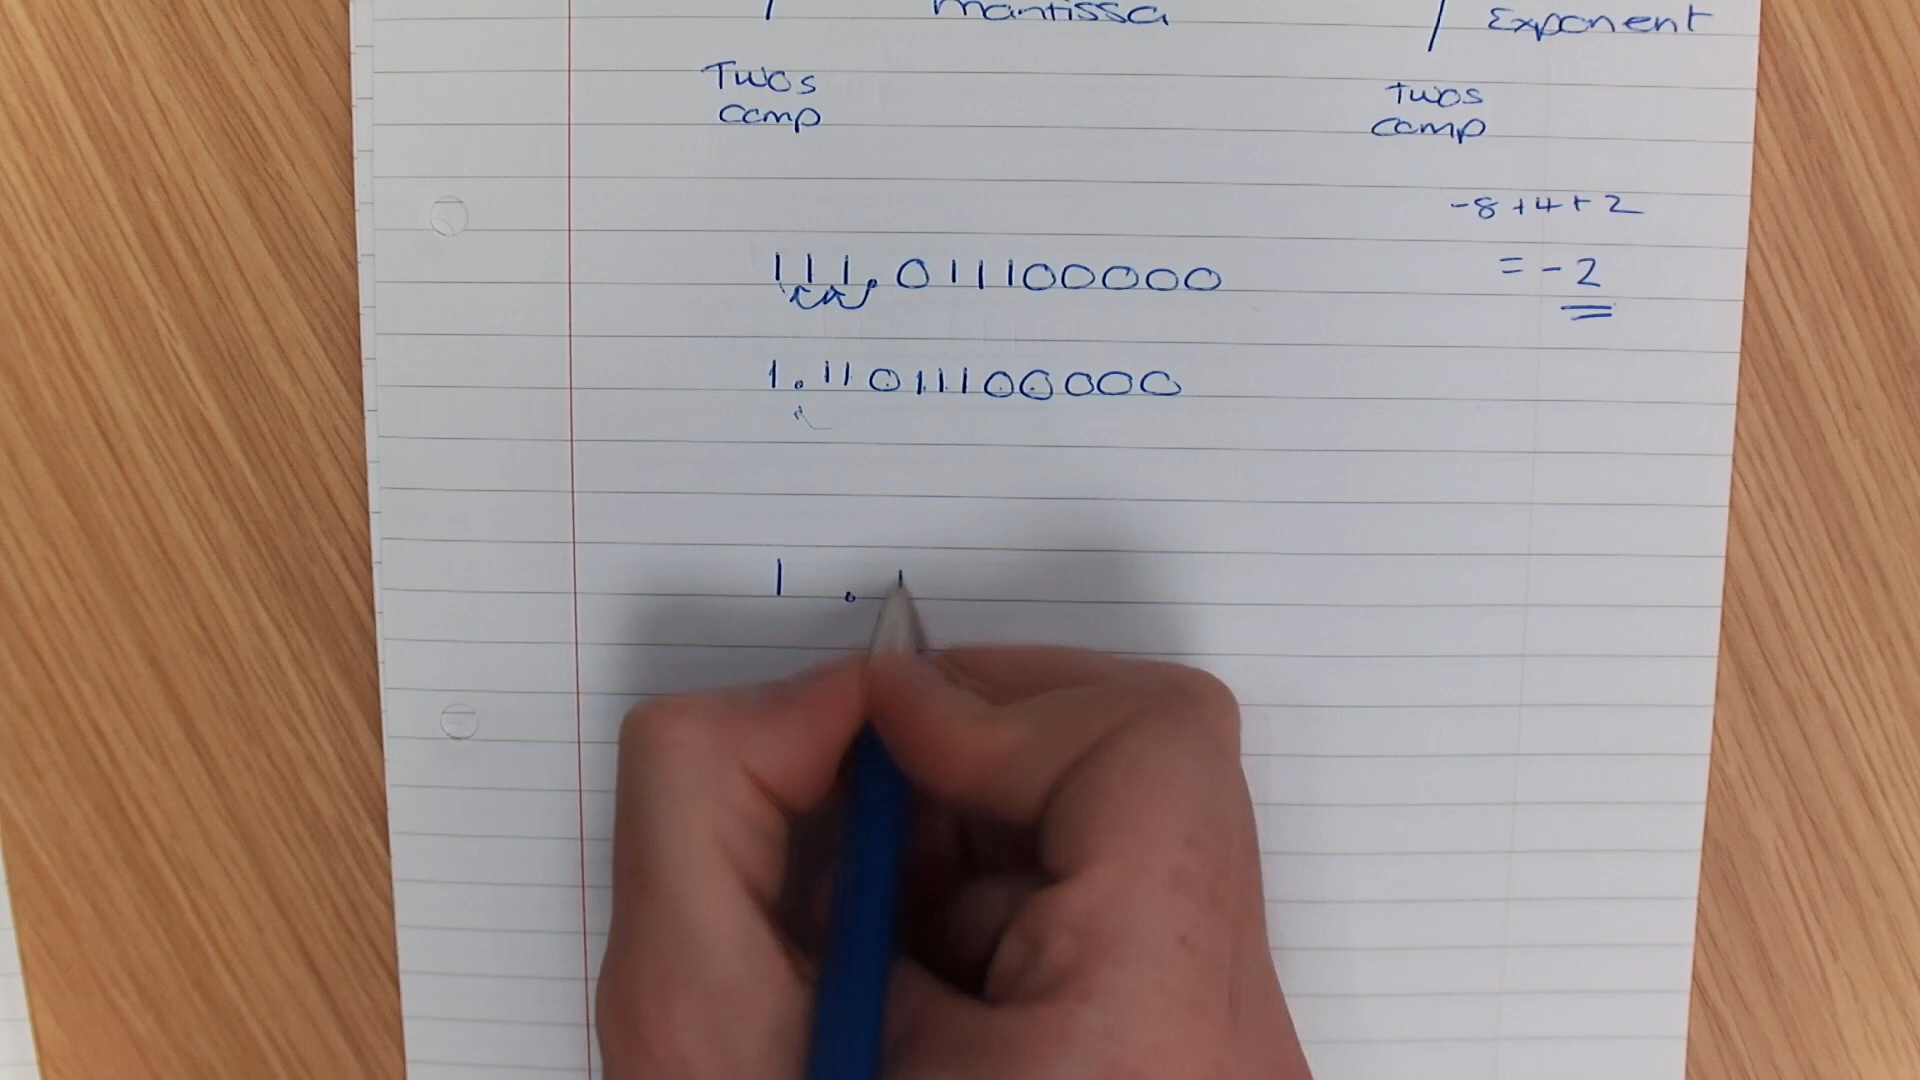 / mantissa / Exponent
Twos
comp
twos
comp
-8+4+2
= -2
111.011100000
1.11011100000
1 . 1